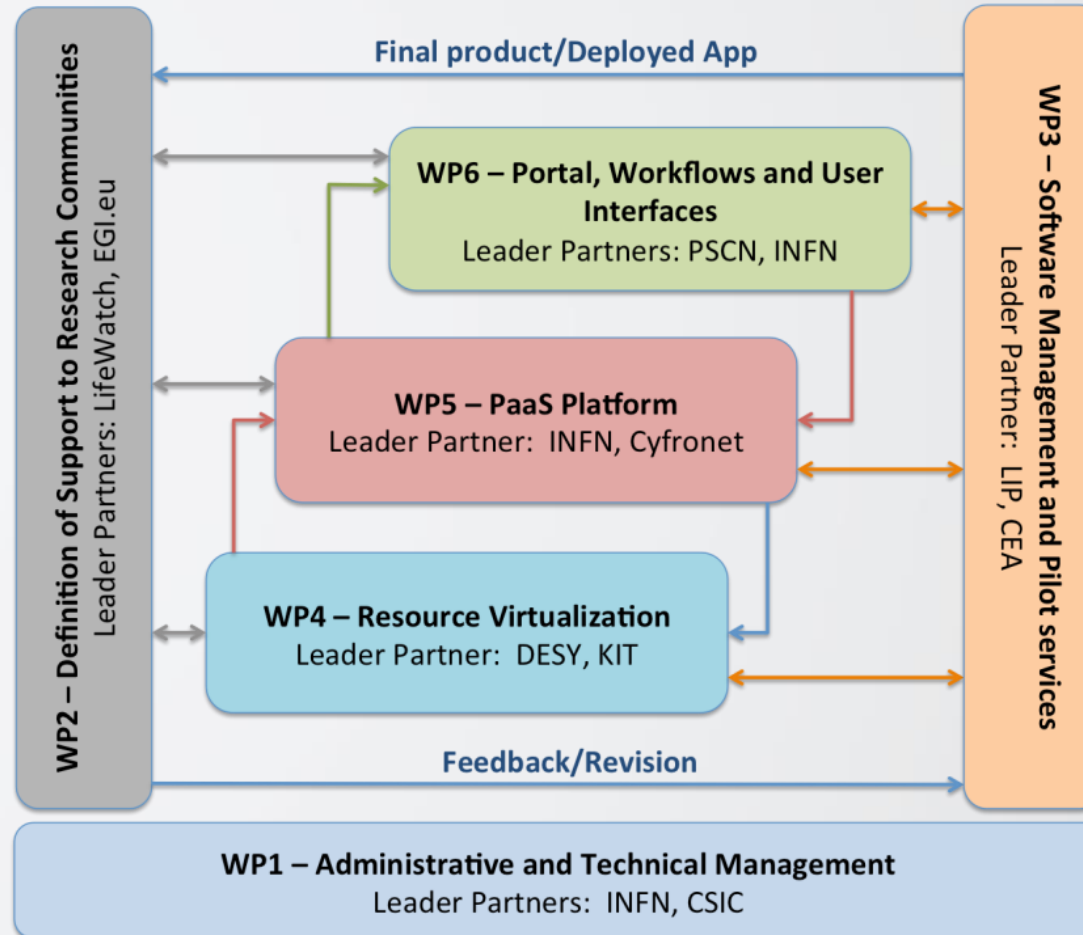 WP2 – Definition of Support to Research Communities
Leader Partners: LifeWatch, EGI.eu
Final product/Deployed App
WP6 – Portal, Workflows and User
Interfaces
Leader Partners: PSCN, INFN
WP5 – PaaS Platform
Leader Partner: INFN, Cyfronet
WP4 – Resource Virtualization
Leader Partner: DESY, KIT
Feedback/Revision
WP3 – Software Management and Pilot services
Leader Partner: LIP, CEA
WP1 – Administrative and Technical Management
Leader Partners: INFN, CSIC